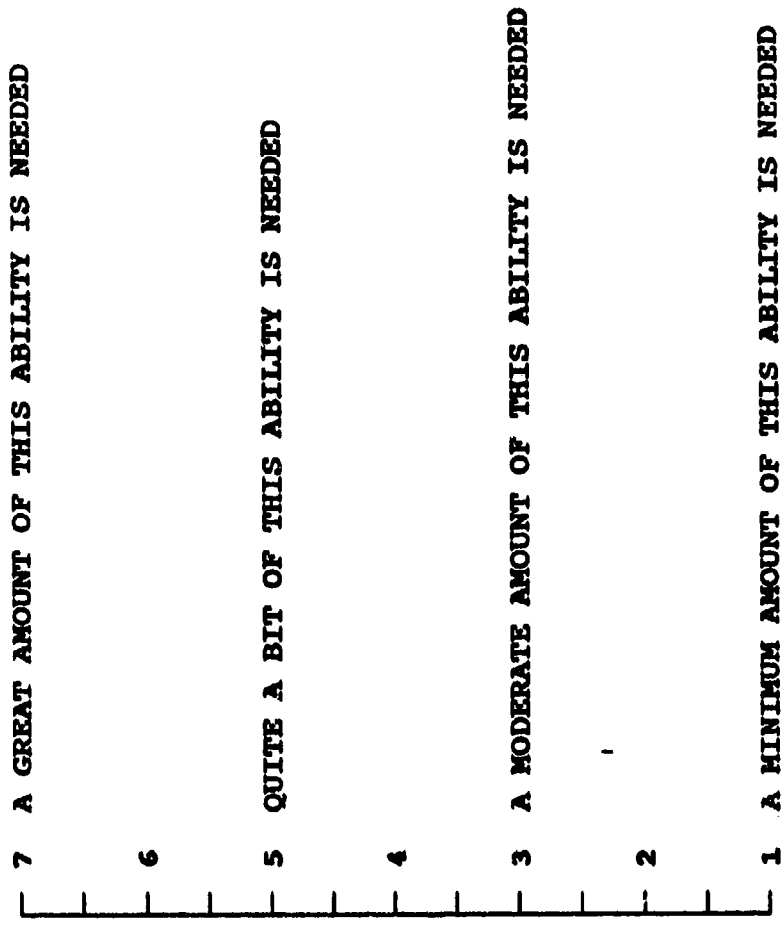 7 A GREAT AMOUNT OF THIS ABILITY IS NEEDED
6
5 QUITE A BIT OF THIS ABILITY IS NEEDED
4
3 A MODERATE AMOUNT OF THIS ABILITY IS NEEDED
2
1 A MINIMUM AMOUNT OF THIS ABILITY IS NEEDED